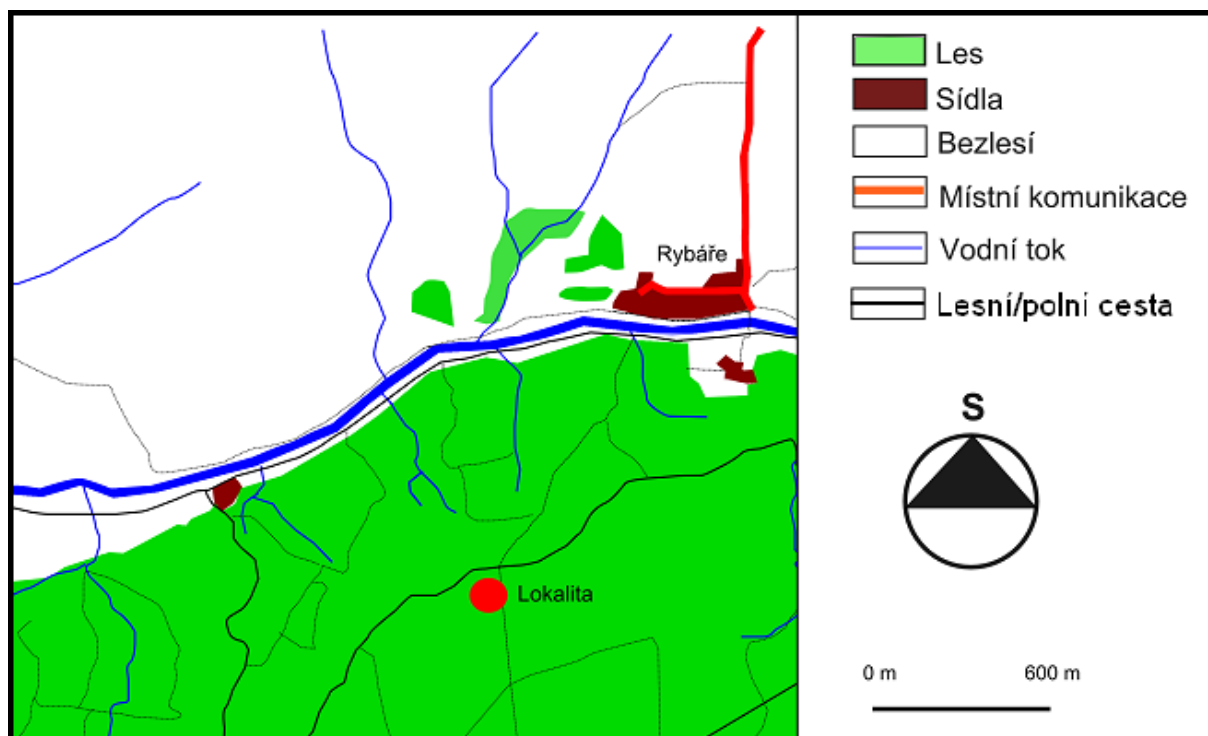 Rybáře
Lokalita
Les
Sídla
Bezlesí
Místní komunikace
Vodní tok
Lesní/polní cesta
S
0 m 600 m